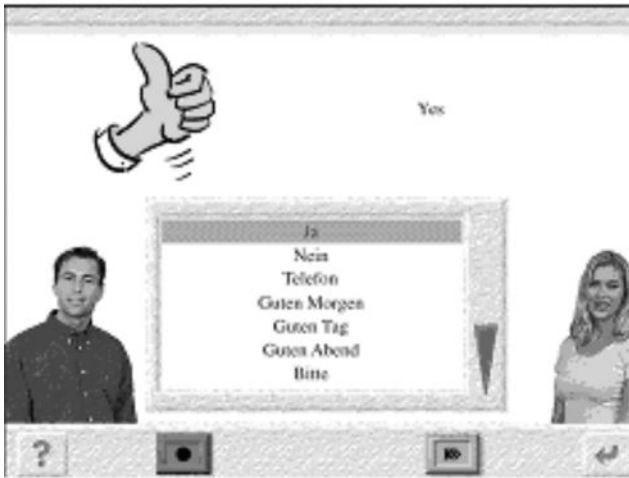 Yes
Ja
Nein
Telefon
Guten Morgen
Guten Tag
Guten Abend
Bitte
?